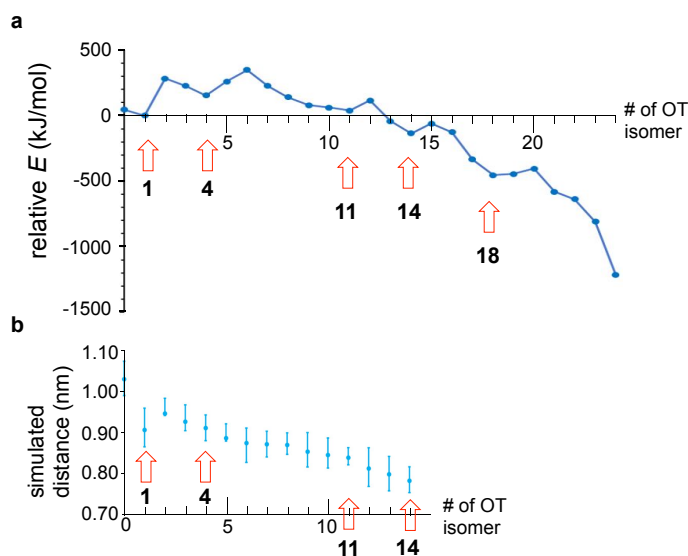 a
500
0
-500
-1000
-1500
relative E (kJ/mol)
5
10
15
20
# of OT
isomer
1
4
11
14
18
b
1.10
1.00
0.90
0.80
0.70
simulated
distance (nm)
0
5
10
# of OT
isomer
1
4
11
14